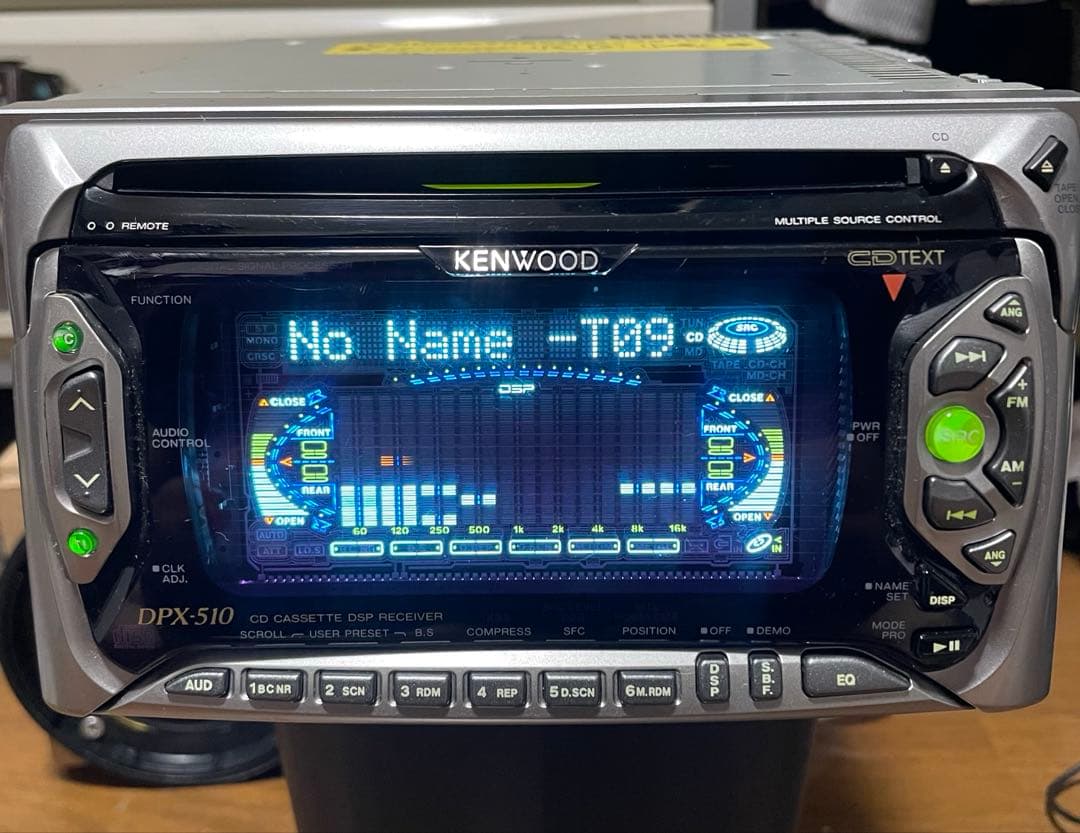 CD
TAPE
OPEN
REMOTE
MULTIPLE SOURCE CONTROL
KENWOOD
CD TEXT
FUNCTION
ANG
ST
MONO
CRSC
No Name -T09
CD
SRC
MD
TAPE CD-CH
MD-CH
DSP
C
CLOSE
CLOSE
FM
AUDIO
CONTROL
FRONT
FRONT
PWR
OFF
SRC
REAR
REAR
AM
OPEN
OPEN
60 120 250 500 1k 2k 4k 8k 16k
AUTO
ATT
LO.S
IN
ANG
CLK
ADJ.
NAME
SET
DISP
DPX-510 CD CASSETTE DSP RECEIVER
SCROLL USER PRESET B.S COMPRESS SFC POSITION OFF DEMO
MODE
PRO
AUD 1 BC NR 2 SCN 3 RDM 4 REP 5 D.SCN 6 M.RDM DSP S.B.F. EQ